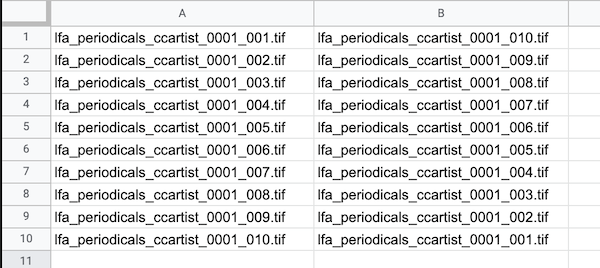 A B
1 lfa_periodicals_ccartist_0001_001.tif lfa_periodicals_ccartist_0001_010.tif
2 lfa_periodicals_ccartist_0001_002.tif lfa_periodicals_ccartist_0001_009.tif
3 lfa_periodicals_ccartist_0001_003.tif lfa_periodicals_ccartist_0001_008.tif
4 lfa_periodicals_ccartist_0001_004.tif lfa_periodicals_ccartist_0001_007.tif
5 lfa_periodicals_ccartist_0001_005.tif lfa_periodicals_ccartist_0001_006.tif
6 lfa_periodicals_ccartist_0001_006.tif lfa_periodicals_ccartist_0001_005.tif
7 lfa_periodicals_ccartist_0001_007.tif lfa_periodicals_ccartist_0001_004.tif
8 lfa_periodicals_ccartist_0001_008.tif lfa_periodicals_ccartist_0001_003.tif
9 lfa_periodicals_ccartist_0001_009.tif lfa_periodicals_ccartist_0001_002.tif
10 lfa_periodicals_ccartist_0001_010.tif lfa_periodicals_ccartist_0001_001.tif
11